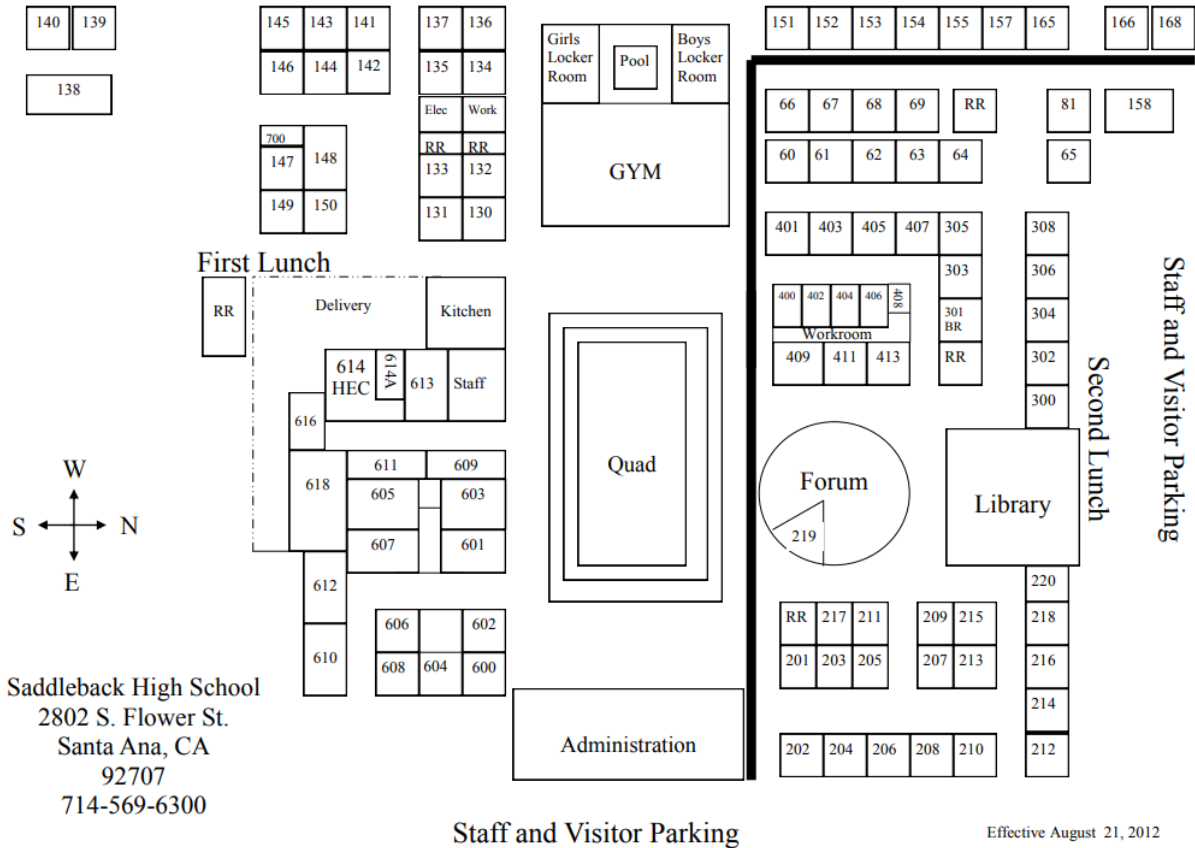 140 139 145 143 141 137 136 151 152 153 154 155 157 165 166 168
138 146 144 142 135 134
Girls
Locker
Room
Pool
Boys
Locker
Room
Elec Work
RR RR
66 67 68 69 RR 81 158
700
147 148 133 132
GYM
60 61 62 63 64 65
149 150 131 130
401 403 405 407 305 308
First Lunch
303 306
RR
Delivery
Kitchen
400 402 404 406 408
301
BR
304
Workroom
409 411 413 RR 302
614
HEC
614A
613
Staff
300
616
Staff and Visitor Parking
Second Lunch
618 611 609
605 603
607 601
Quad
Forum
219
Library
W
S N
E
612 220
606 602
RR 217 211 209 215 218
610 608 604 600
201 203 205 207 213 216
214
Saddleback High School
2802 S. Flower St.
Santa Ana, CA
92707
714-569-6300
Administration
202 204 206 208 210 212
Staff and Visitor Parking
Effective August 21, 2012